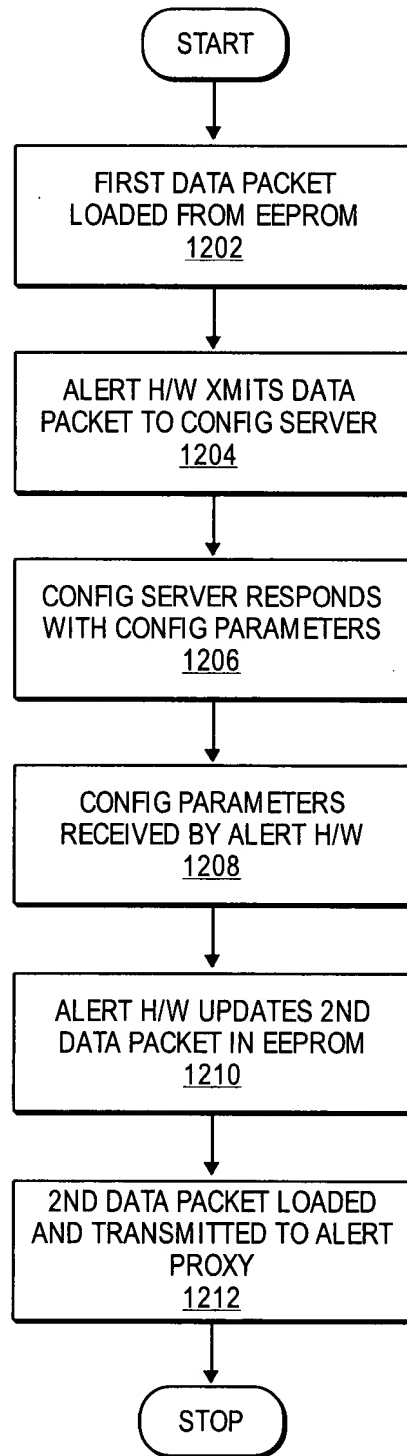 START
FIRST DATA PACKET
LOADED FROM EEPROM
1202
ALERT H/W XMITS DATA
PACKET TO CONFIG SERVER
1204
CONFIG SERVER RESPONDS
WITH CONFIG PARAMETERS
1206
CONFIG PARAMETERS
RECEIVED BY ALERT H/W
1208
ALERT H/W UPDATES 2ND
DATA PACKET IN EEPROM
1210
2ND DATA PACKET LOADED
AND TRANSMITTED TO ALERT
PROXY
1212
STOP